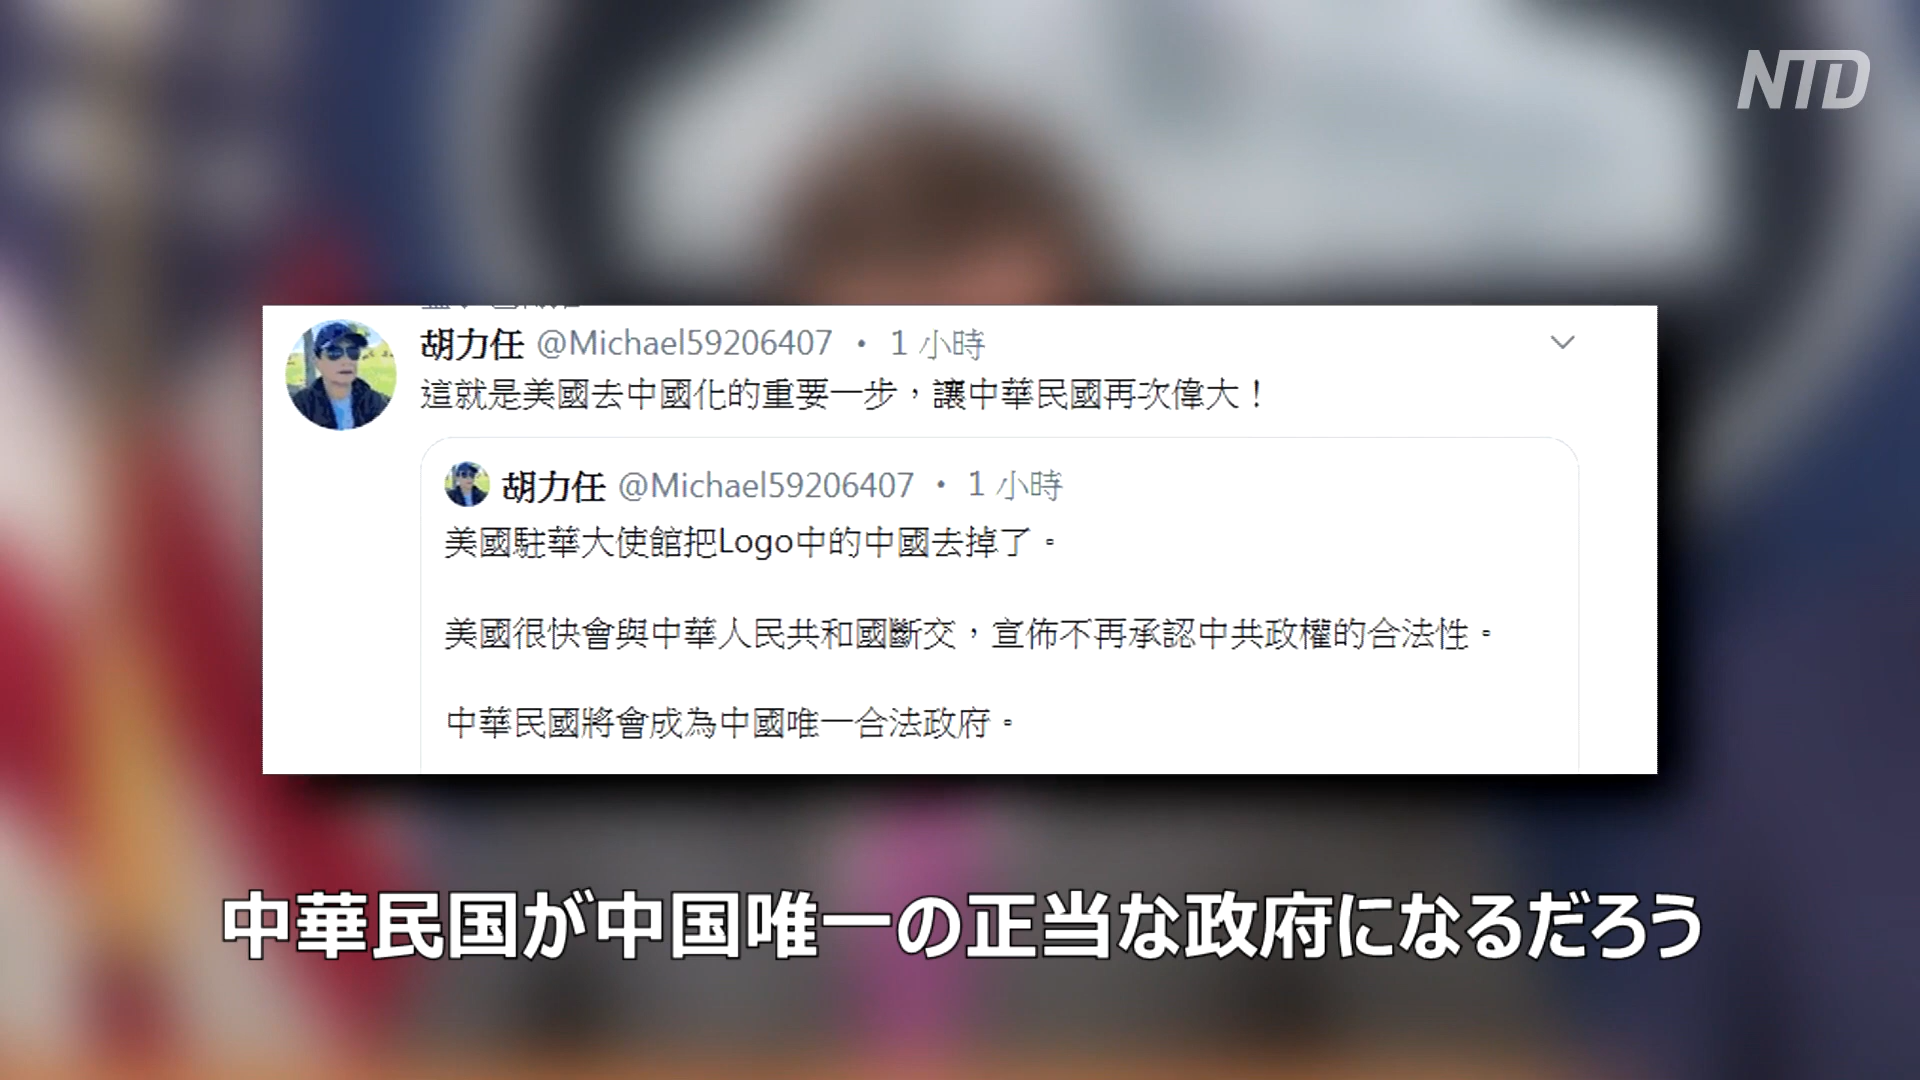 NTD
胡力任 @Michael59206407 · 1 小時
這就是美國去中國化的重要一步，讓中華民國再次偉大！
胡力任 @Michael59206407 · 1 小時
美國駐華大使館把Logo中的中國去掉了。
美國很快會與中華人民共和國斷交，宣佈不再承認中共政權的合法性。
中華民國將會成為中國唯一合法政府。
中華民国が中国唯一の正当な政府になるだろう